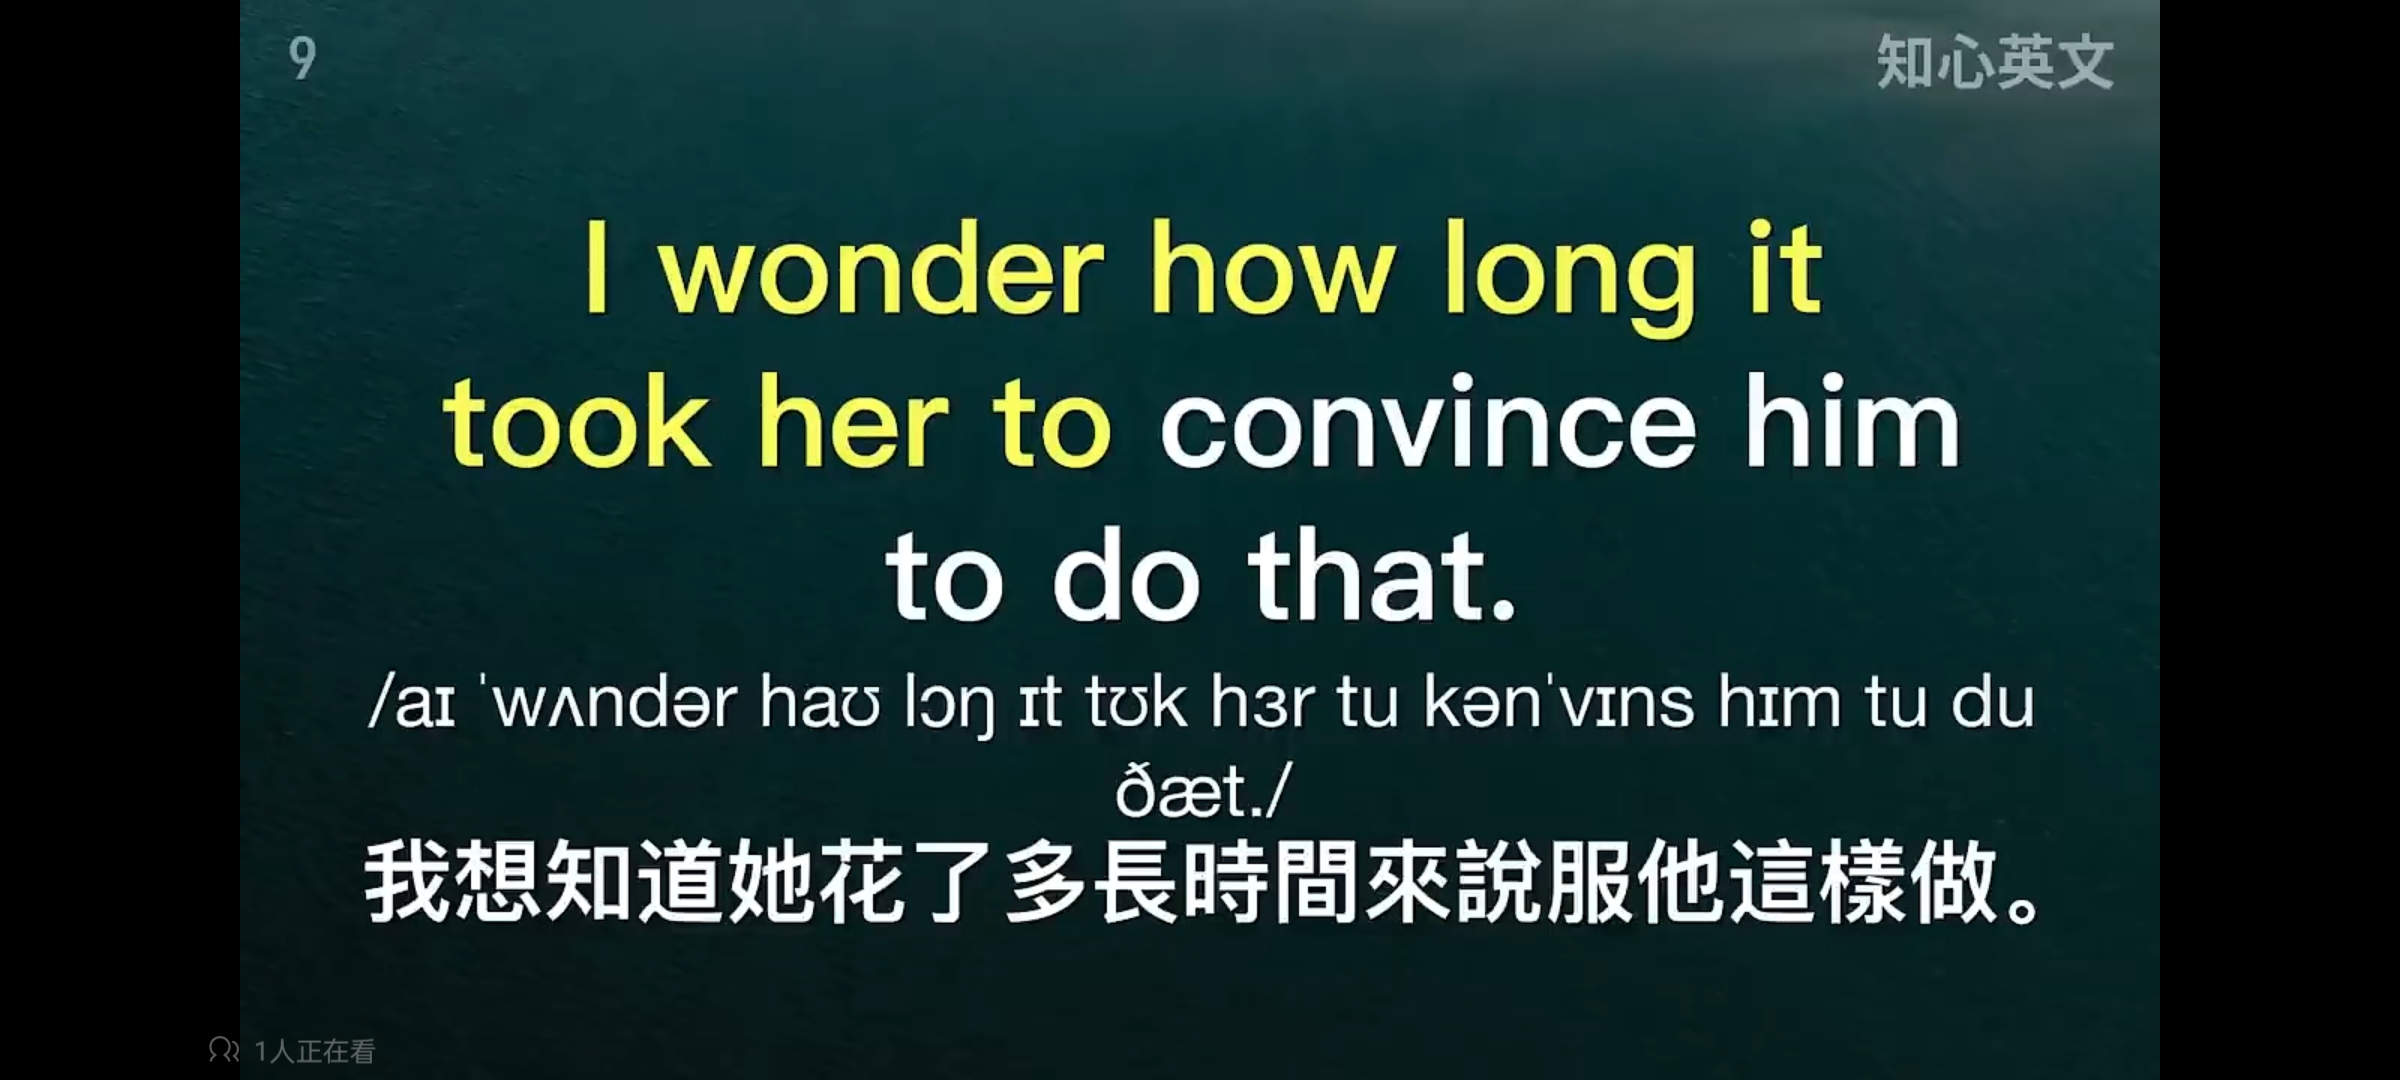 9
知心英文
I wonder how long it
took her to convince him
to do that.
/aɪ ˈwʌndər haʊ lɔŋ ɪt tʊk hɜr tu kənˈvɪns hɪm tu du
ðæt./
我想知道她花了多長時間來說服他這樣做。
1人正在看